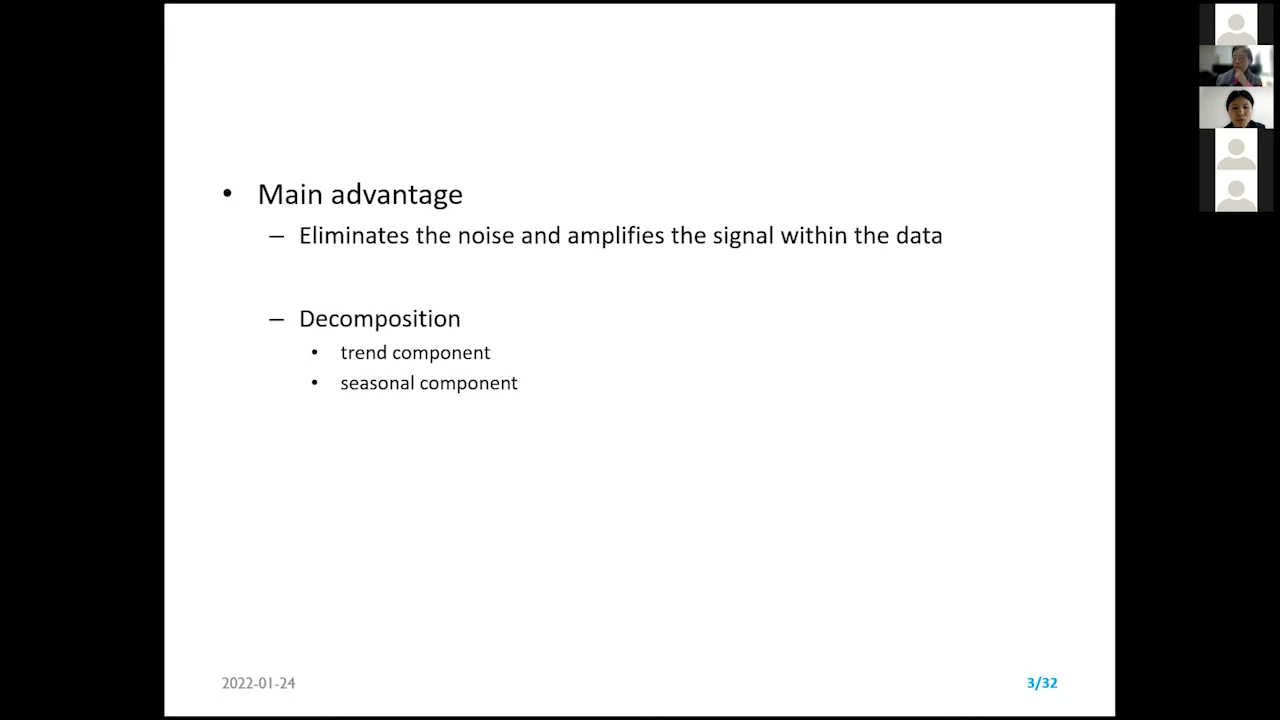 • Main advantage
– Eliminates the noise and amplifies the signal within the data
– Decomposition
• trend component
• seasonal component
2022-01-24
3/32